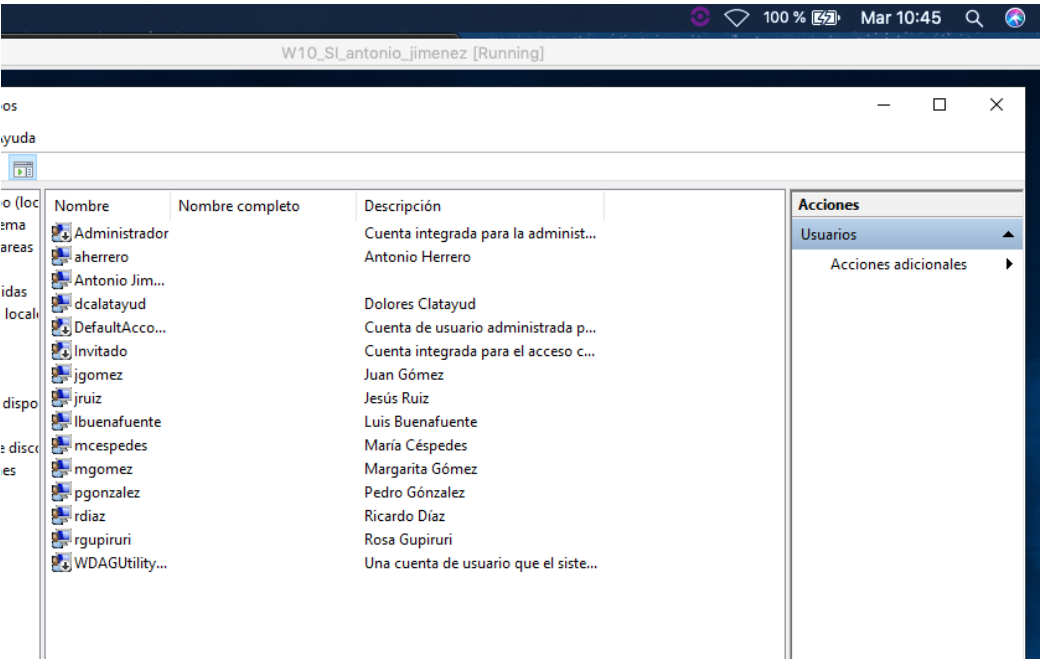 100 % Mar 10:45
W10_SI_antonio_jimenez [Running]
os
yuda
o (loc
ema
areas
idas
locale
dispo
e disco
es
Nombre Nombre completo Descripción
Administrador Cuenta integrada para la administ...
aherrero Antonio Herrero
Antonio Jim...
dcalatayud Dolores Clatayud
DefaultAcco... Cuenta de usuario administrada p...
Invitado Cuenta integrada para el acceso c...
jgomez Juan Gómez
jruiz Jesús Ruiz
lbuenafuente Luis Buenafuente
mcespedes María Céspedes
mgomez Margarita Gómez
pgonzalez Pedro Gónzalez
rdiaz Ricardo Díaz
rgupiruri Rosa Gupiruri
WDAGUtility... Una cuenta de usuario que el siste...
Acciones
Usuarios
Acciones adicionales